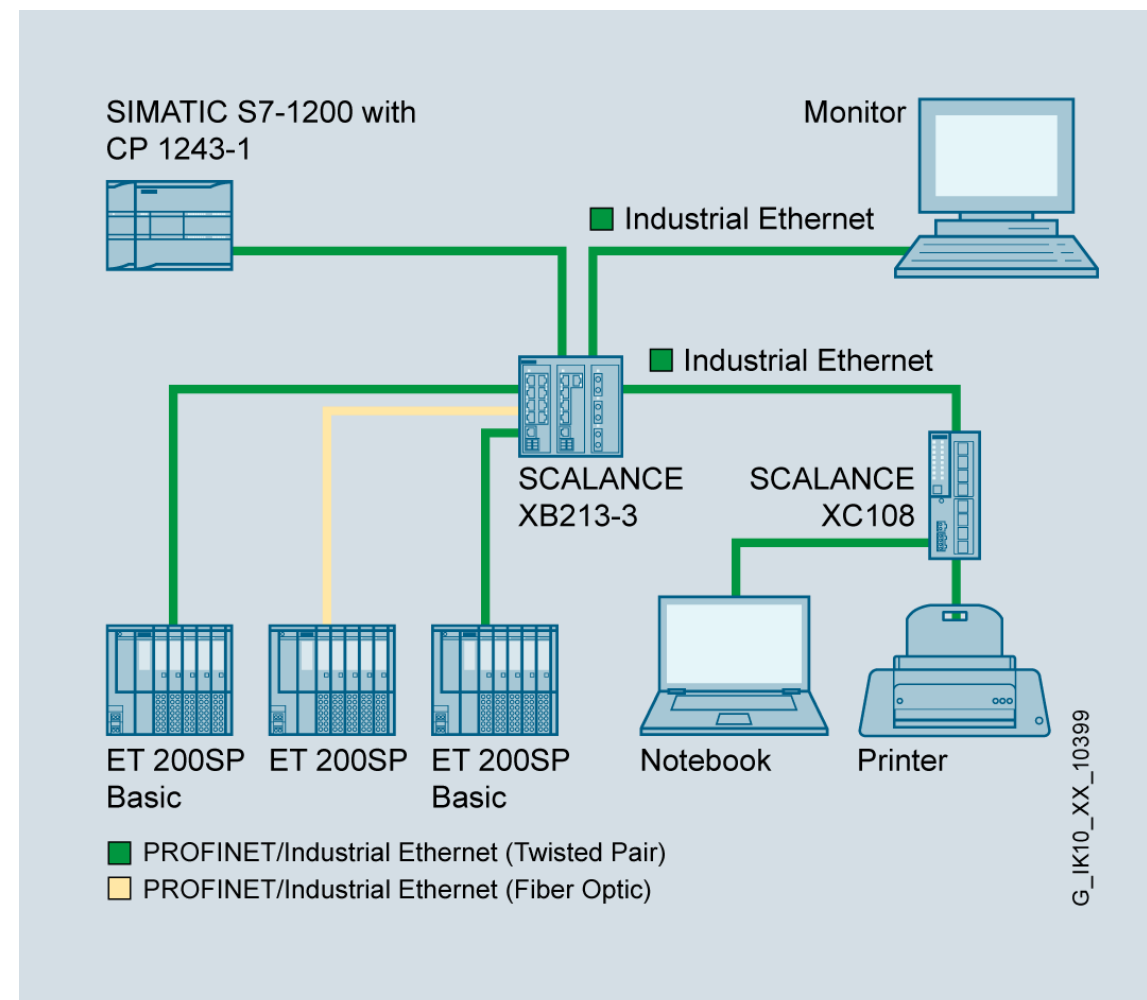 SIMATIC S7-1200 with
CP 1243-1
Monitor
Industrial Ethernet
Industrial Ethernet
SCALANCE
XB213-3
SCALANCE
XC108
ET 200SP
Basic
ET 200SP
ET 200SP
Basic
Notebook
Printer
PROFINET/Industrial Ethernet (Twisted Pair)
PROFINET/Industrial Ethernet (Fiber Optic)
G_IK10_XX_10399